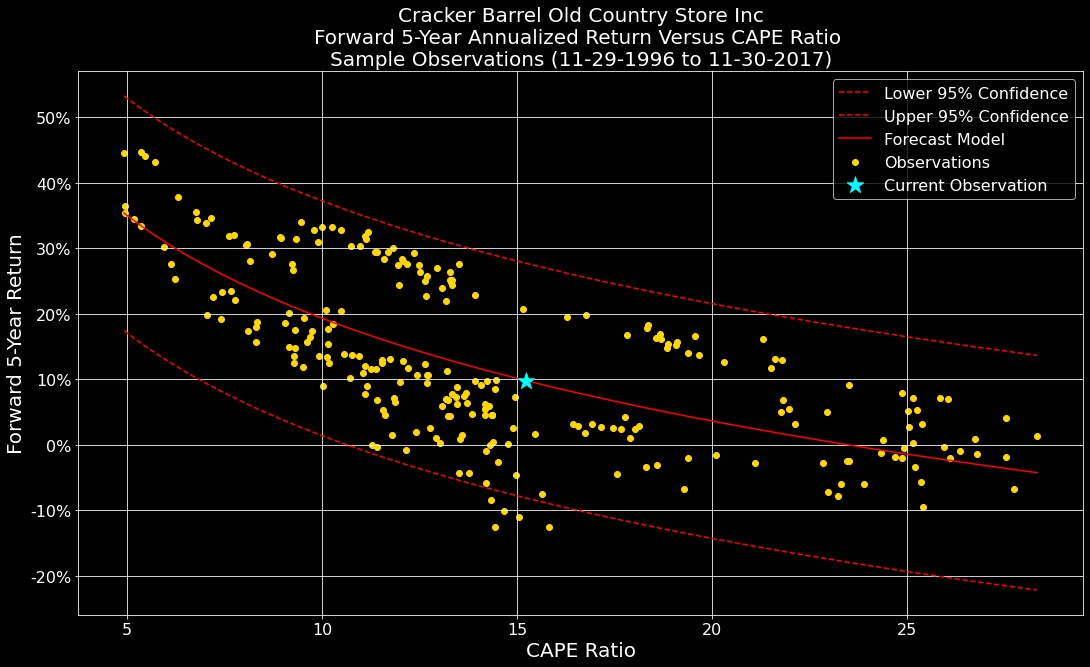 Cracker Barrel Old Country Store Inc
Forward 5-Year Annualized Return Versus CAPE Ratio
Sample Observations (11-29-1996 to 11-30-2017)
Lower 95% Confidence
Upper 95% Confidence
Forecast Model
Observations
Current Observation
Forward 5-Year Return
50%
40%
30%
20%
10%
0%
-10%
-20%
5
10
15
20
25
CAPE Ratio